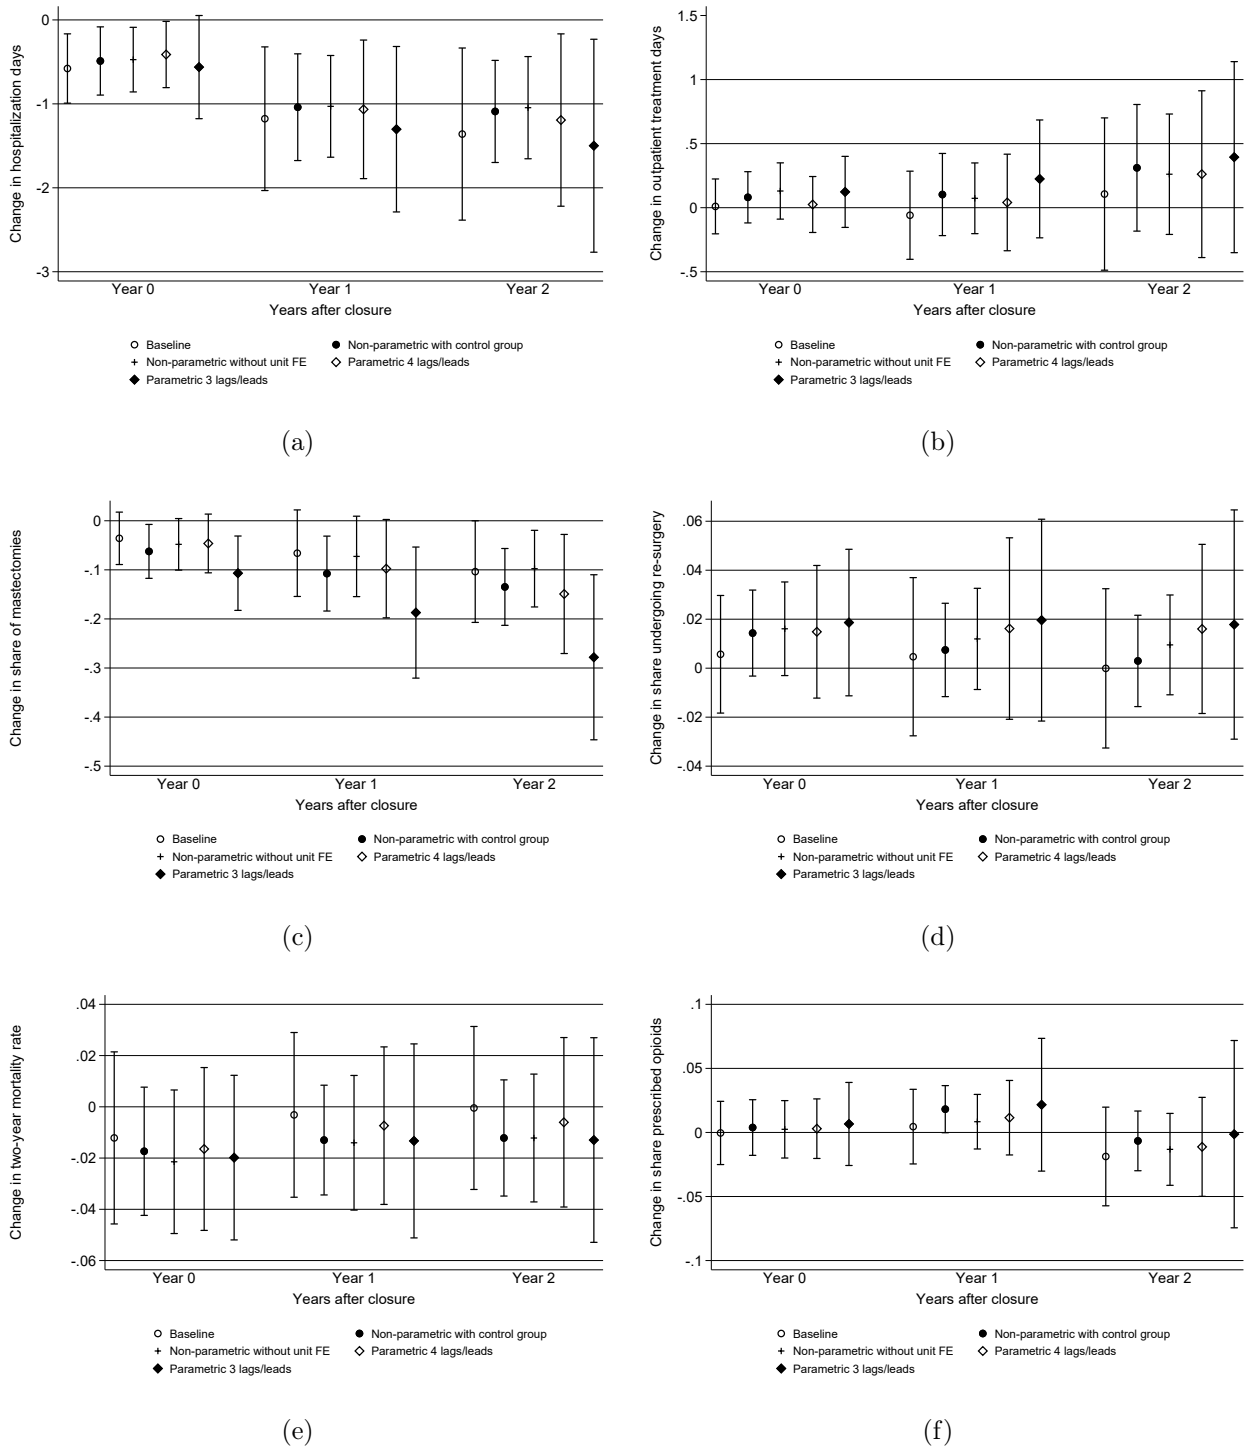 Change in hospitalization days
0
-1
-2
-3
Year 0 Year 1 Year 2
Years after closure
Baseline Non-parametric with control group
Non-parametric without unit FE Parametric 4 lags/leads
Parametric 3 lags/leads
(a)
Change in outpatient treatment days
1.5
1
.5
0
-.5
Year 0 Year 1 Year 2
Years after closure
Baseline Non-parametric with control group
Non-parametric without unit FE Parametric 4 lags/leads
Parametric 3 lags/leads
(b)
Change in share of mastectomies
0
-.1
-.2
-.3
-.4
-.5
Year 0 Year 1 Year 2
Years after closure
Baseline Non-parametric with control group
Non-parametric without unit FE Parametric 4 lags/leads
Parametric 3 lags/leads
(c)
Change in share undergoing re-surgery
.06
.04
.02
0
-.02
-.04
Year 0 Year 1 Year 2
Years after closure
Baseline Non-parametric with control group
Non-parametric without unit FE Parametric 4 lags/leads
Parametric 3 lags/leads
(d)
Change in two-year mortality rate
.04
.02
0
-.02
-.04
-.06
Year 0 Year 1 Year 2
Years after closure
Baseline Non-parametric with control group
Non-parametric without unit FE Parametric 4 lags/leads
Parametric 3 lags/leads
(e)
Change in share prescribed opioids
.1
.05
0
-.05
-.1
Year 0 Year 1 Year 2
Years after closure
Baseline Non-parametric with control group
Non-parametric without unit FE Parametric 4 lags/leads
Parametric 3 lags/leads
(f)